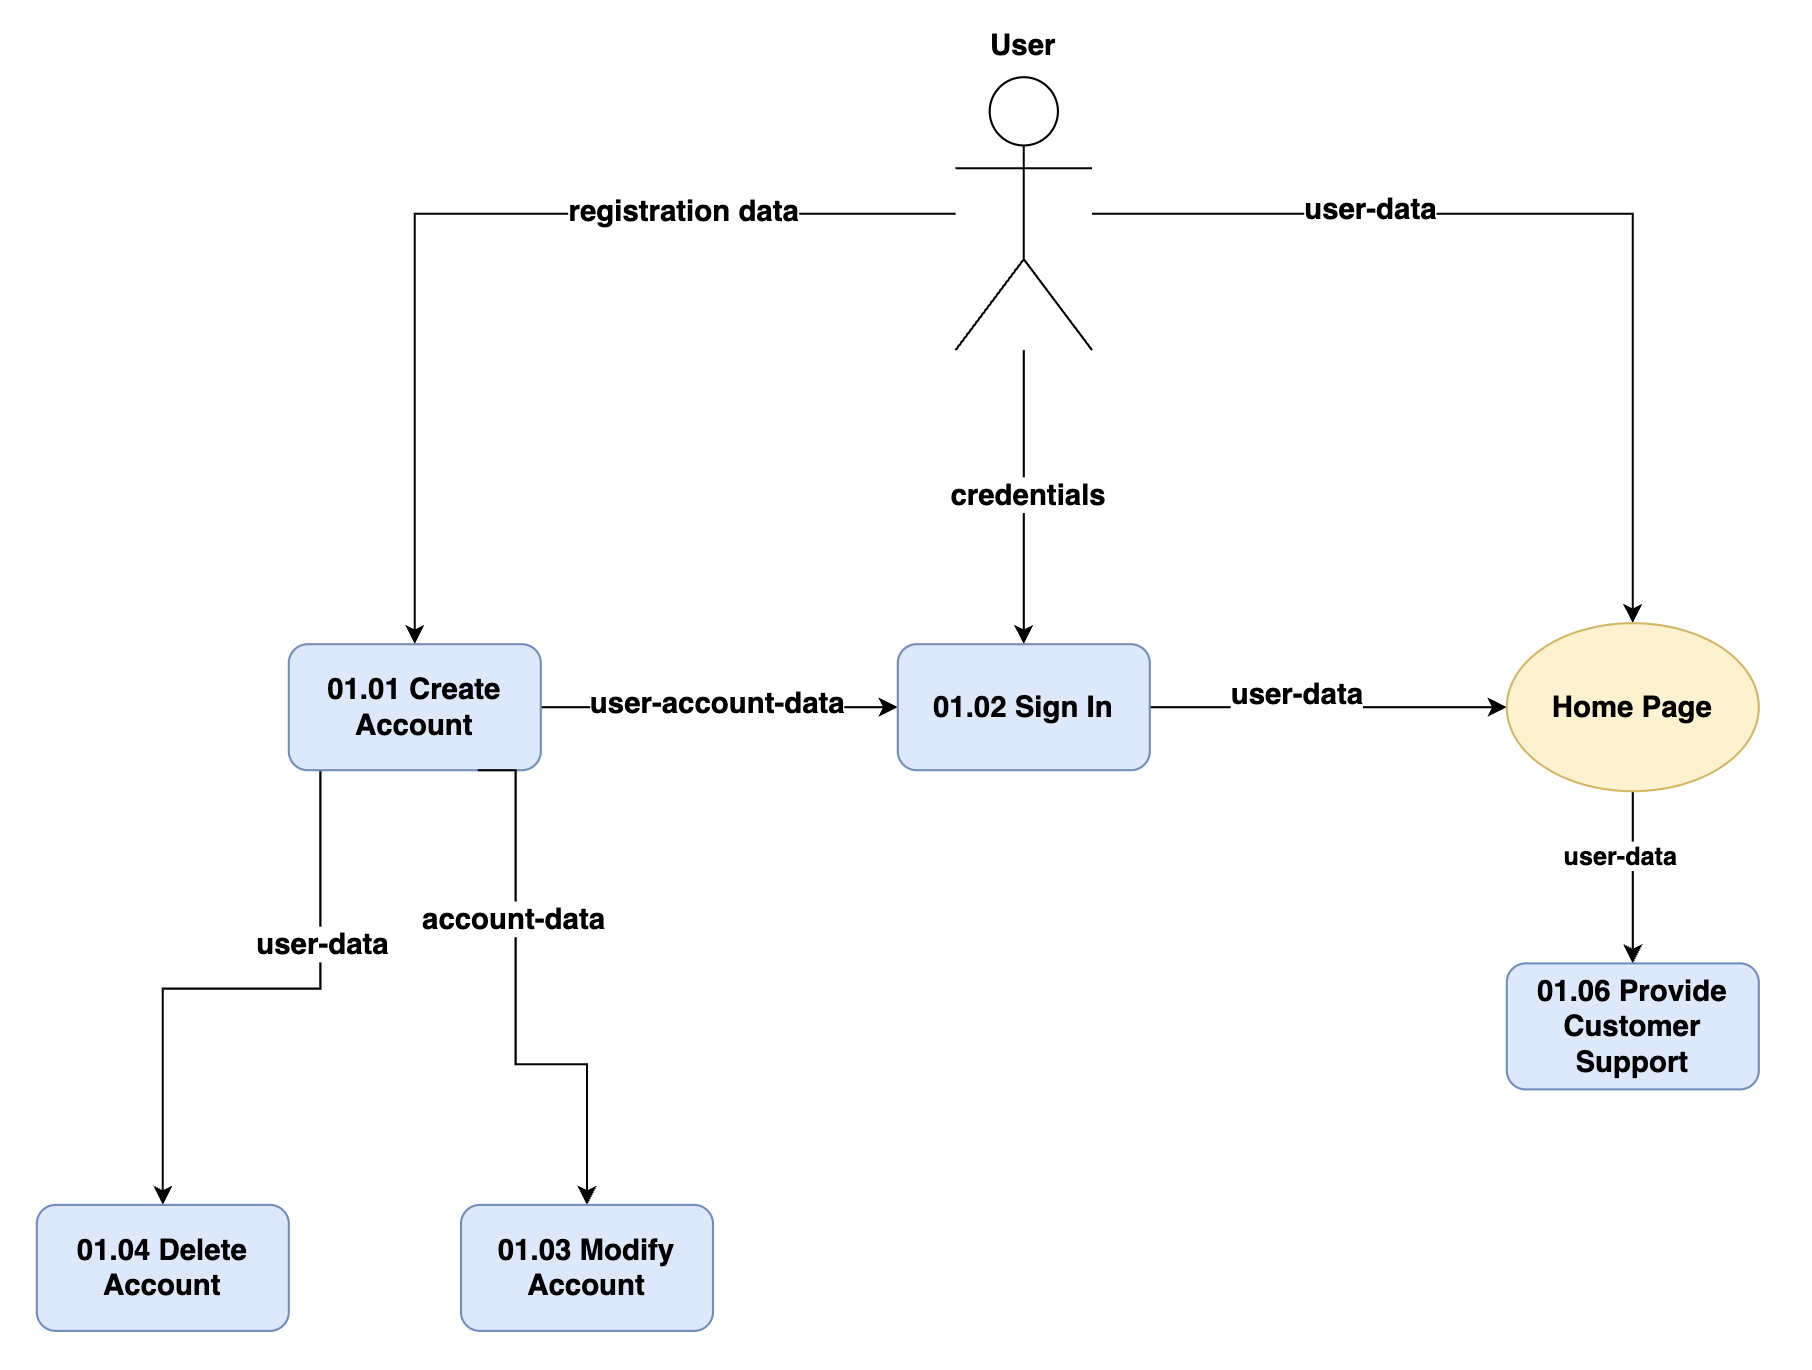 User
registration data
user-data
credentials
01.01 Create
Account
user-account-data
01.02 Sign In
user-data
Home Page
user-data
account-data
user-data
01.06 Provide
Customer
Support
01.04 Delete
Account
01.03 Modify
Account